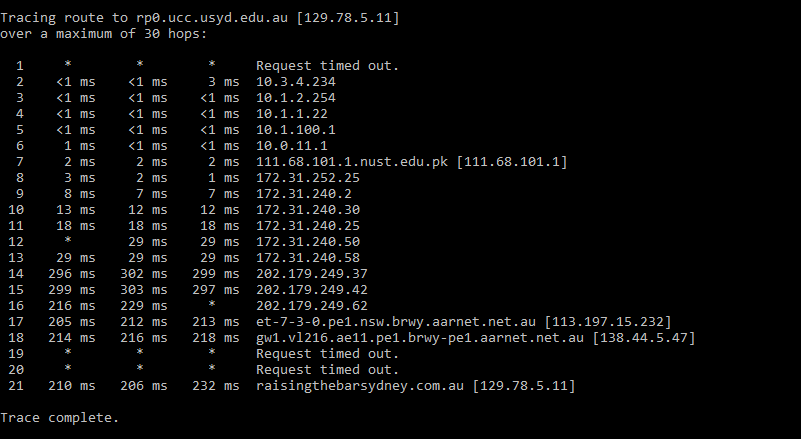 Tracing route to rp0.ucc.usyd.edu.au [129.78.5.11]
over a maximum of 30 hops:
1 * * * Request timed out.
2 <1 ms <1 ms 3 ms 10.3.4.234
3 <1 ms <1 ms <1 ms 10.1.2.254
4 <1 ms <1 ms <1 ms 10.1.1.22
5 <1 ms <1 ms <1 ms 10.1.100.1
6 1 ms <1 ms <1 ms 10.0.11.1
7 2 ms 2 ms 2 ms 111.68.101.1.nust.edu.pk [111.68.101.1]
8 3 ms 2 ms 1 ms 172.31.252.25
9 8 ms 7 ms 7 ms 172.31.240.2
10 13 ms 12 ms 12 ms 172.31.240.30
11 18 ms 18 ms 18 ms 172.31.240.25
12 * 29 ms 29 ms 172.31.240.50
13 29 ms 29 ms 29 ms 172.31.240.58
14 296 ms 302 ms 299 ms 202.179.249.37
15 299 ms 303 ms 297 ms 202.179.249.42
16 216 ms 229 ms * 202.179.249.62
17 205 ms 212 ms 213 ms et-7-3-0.pe1.nsw.brwy.aarnet.net.au [113.197.15.232]
18 214 ms 216 ms 218 ms gw1.vl216.ae11.pe1.brwy-pe1.aarnet.net.au [138.44.5.47]
19 * * * Request timed out.
20 * * * Request timed out.
21 210 ms 206 ms 232 ms raisingthebarsydney.com.au [129.78.5.11]
Trace complete.